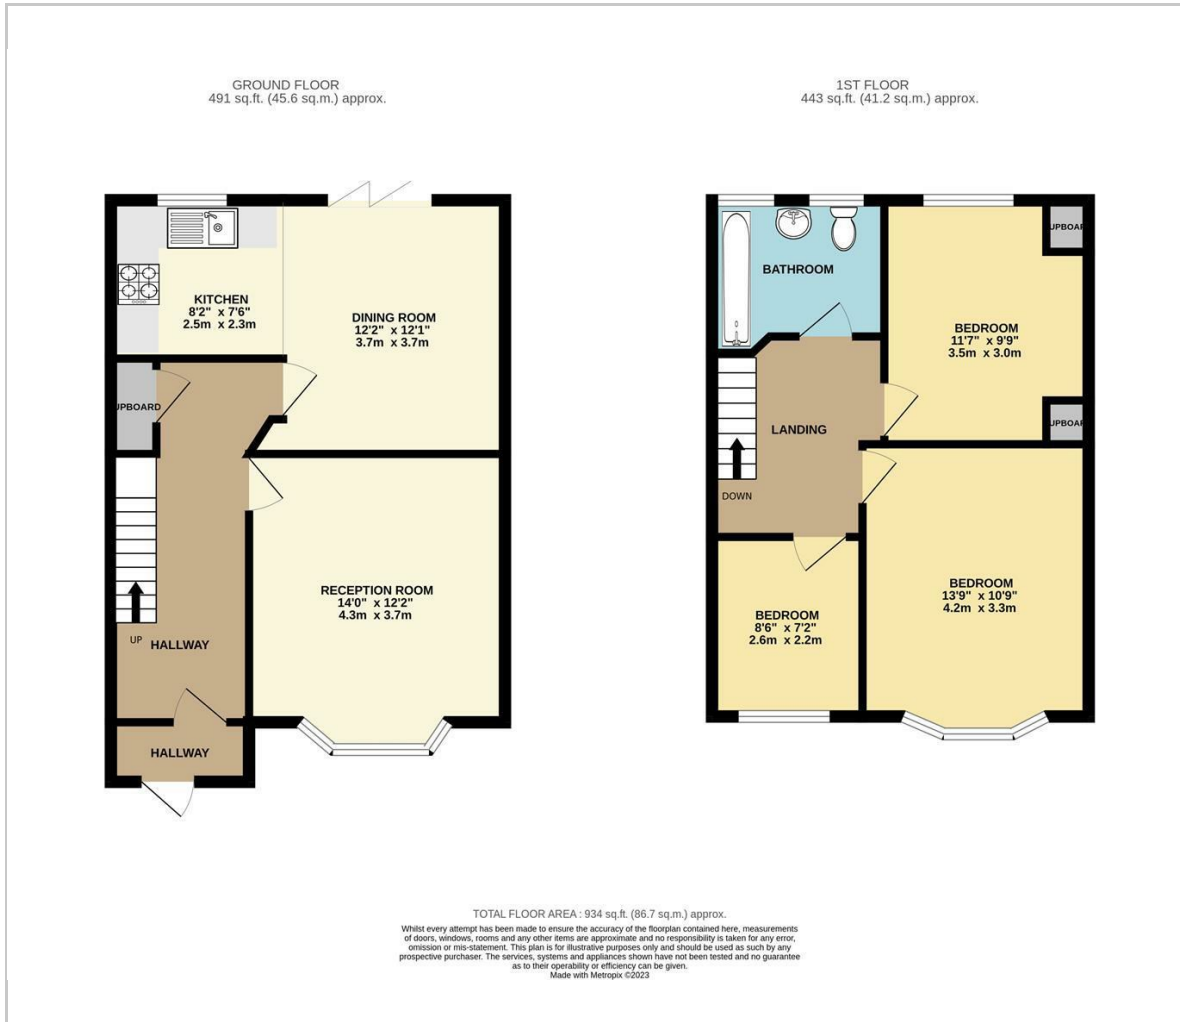 GROUND FLOOR
491 sq.ft. (45.6 sq.m.) approx.
1ST FLOOR
443 sq.ft. (41.2 sq.m.) approx.
KITCHEN
8'2" x 7'6"
2.5m x 2.3m
DINING ROOM
12'2" x 12'1"
3.7m x 3.7m
UPBOARD
RECEPTION ROOM
14'0" x 12'2"
4.3m x 3.7m
UP
HALLWAY
HALLWAY
BATHROOM
UPBOAR
BEDROOM
11'7" x 9'9"
3.5m x 3.0m
UPBOAR
LANDING
DOWN
BEDROOM
13'9" x 10'9"
4.2m x 3.3m
BEDROOM
8'6" x 7'2"
2.6m x 2.2m
TOTAL FLOOR AREA : 934 sq.ft. (86.7 sq.m.) approx.
Whilst every attempt has been made to ensure the accuracy of the floorplan contained here, measurements
of doors, windows, rooms and any other items are approximate and no responsibility is taken for any error,
omission or mis-statement. This plan is for illustrative purposes only and should be used as such by any
prospective purchaser. The services, systems and appliances shown have not been tested and no guarantee
as to their operability or efficiency can be given.
Made with Metropix ©2023